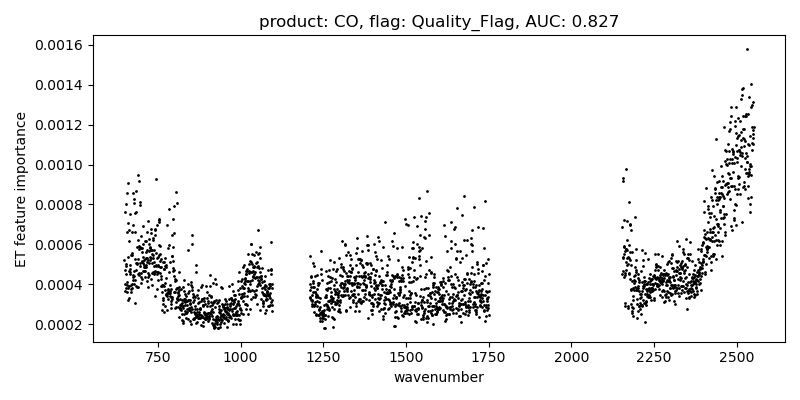 product: CO, flag: Quality_Flag, AUC: 0.827
0.0016
0.0014
0.0012
0.0010
0.0008
0.0006
0.0004
0.0002
ET feature importance
750 1000 1250 1500 1750 2000 2250 2500
wavenumber